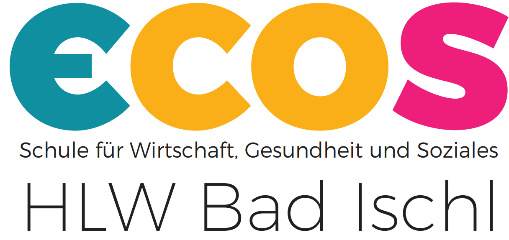 ecos
Schule für Wirtschaft, Gesundheit und Soziales
HLW Bad Ischl